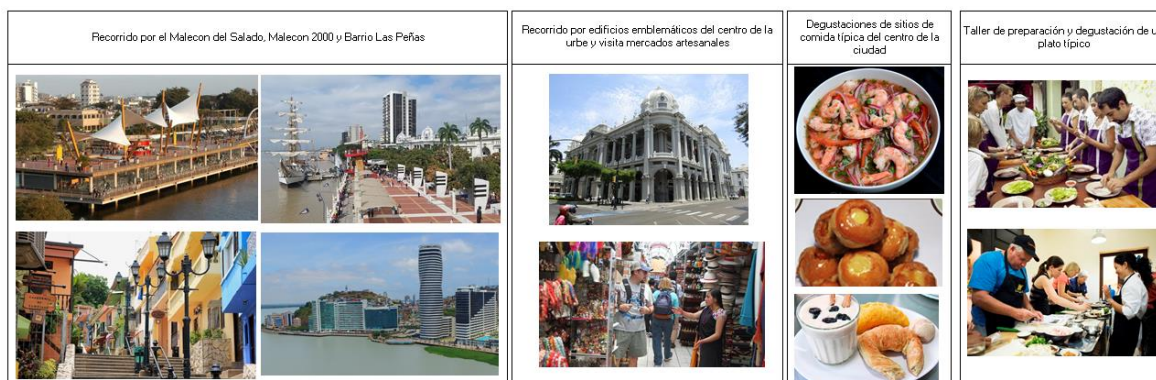 Recorrido por el Malecon del Salado, Malecon 2000 y Barrio Las Peñas
Recorrido por edificios emblemáticos del centro de la
urbe y visita mercados artesanales
Degustaciones de sitios de
comida típica del centro de la
ciudad
Taller de preparación y degustación de u
plato típico